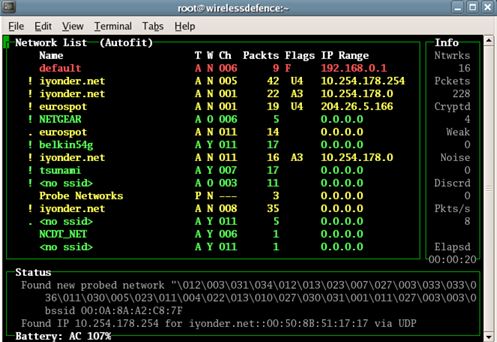 root@wirelessdefence:~
File Edit View Terminal Tabs Help
Network List (Autofit)
Name T W Ch Packts Flags IP Range
default A N 006 9 F 192.168.0.1
! iyonder.net A N 005 42 U4 10.254.178.254
! iyonder.net A N 001 22 A3 10.254.178.0
! eurospot A N 001 19 U4 204.26.5.166
! NETGEAR A O 006 5 0.0.0.0
. eurospot A N 011 14 0.0.0.0
! belkin54g A Y 011 17 0.0.0.0
! iyonder.net A N 011 16 A3 10.254.178.0
! tsunami A Y 007 17 0.0.0.0
! <no ssid> A O 003 11 0.0.0.0
Probe Networks P N --- 3 0.0.0.0
! iyonder.net A N 008 35 0.0.0.0
. <no ssid> A Y 011 5 0.0.0.0
NCDT_NET A Y 006 1 0.0.0.0
<no ssid> A Y 011 1 0.0.0.0
Info
Ntwrks
16
Pckets
228
Cryptd
4
Weak
0
Noise
0
Discrd
0
Pkts/s
8
Elapsd
00:00:20
Status
Found new probed network "\012\003\031\034\012\013\023\007\027\003\033\033\0
36\011\030\005\023\011\004\022\013\010\027\030\031\001\011\027\003\003\0
bssid 00:0A:8A:A2:C8:7F
Found IP 10.254.178.254 for iyonder.net::00:50:8B:51:17:17 via UDP
Battery: AC 107%